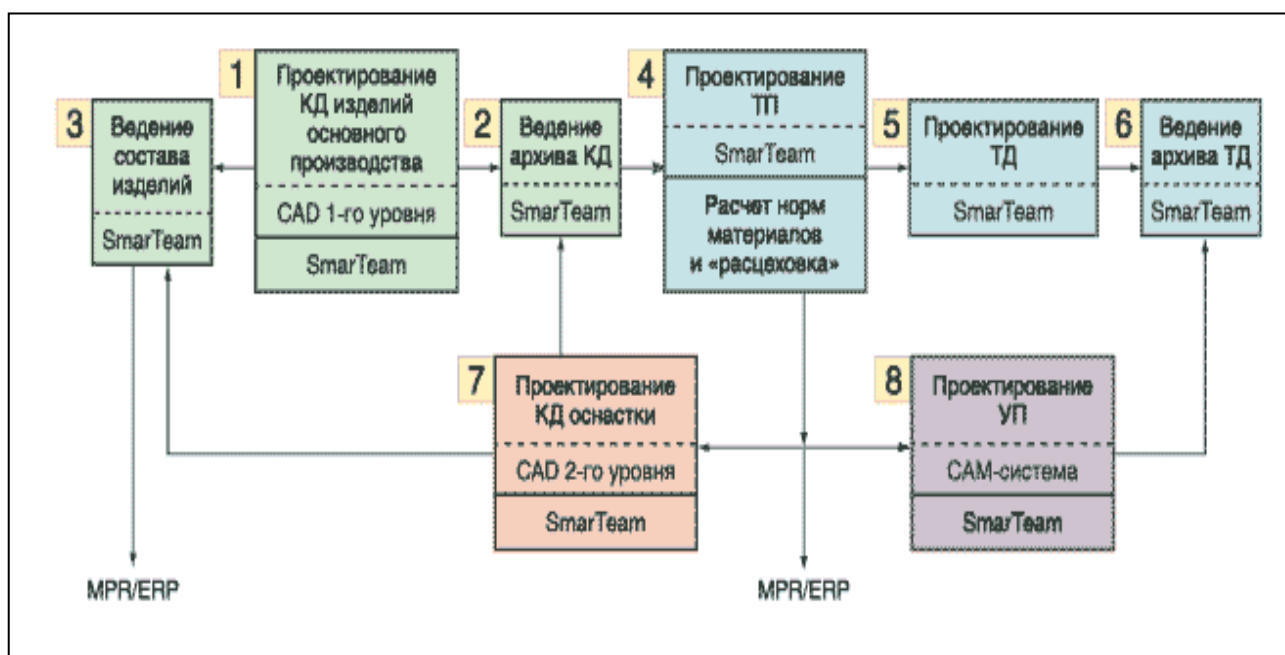 1
Проектирование
КД изделий
основного
производства
CAD 1-го уровня
SmarTeam
3
Ведение
состава
изделий
SmarTeam
2
Ведение
архива КД
SmarTeam
4
Проектирование
ТП
SmarTeam
Расчет норм
материалов
и «расцеховка»
5
Проектирование
ТД
SmarTeam
6
Ведение
архива ТД
SmarTeam
7
Проектирование
КД оснастки
CAD 2-го уровня
SmarTeam
8
Проектирование
УП
САМ-система
SmarTeam
MPR/ERP
MPR/ERP